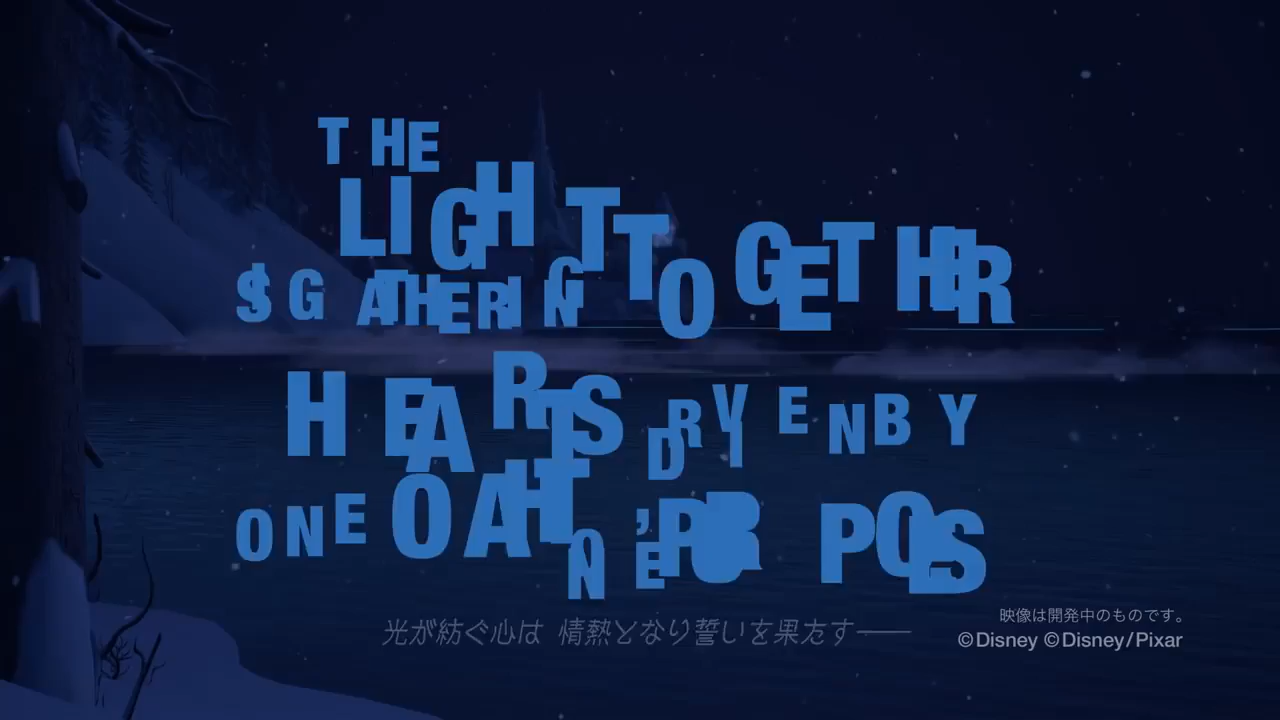 THE
LIGHT TOGETHER
'S GATHERING
HEARTS DRIVEN BY
ONE OATH
ONE
光が紡ぐ心は 情熱となり誓いを果たす――
映像は開発中のものです。
©Disney ©Disney/Pixar